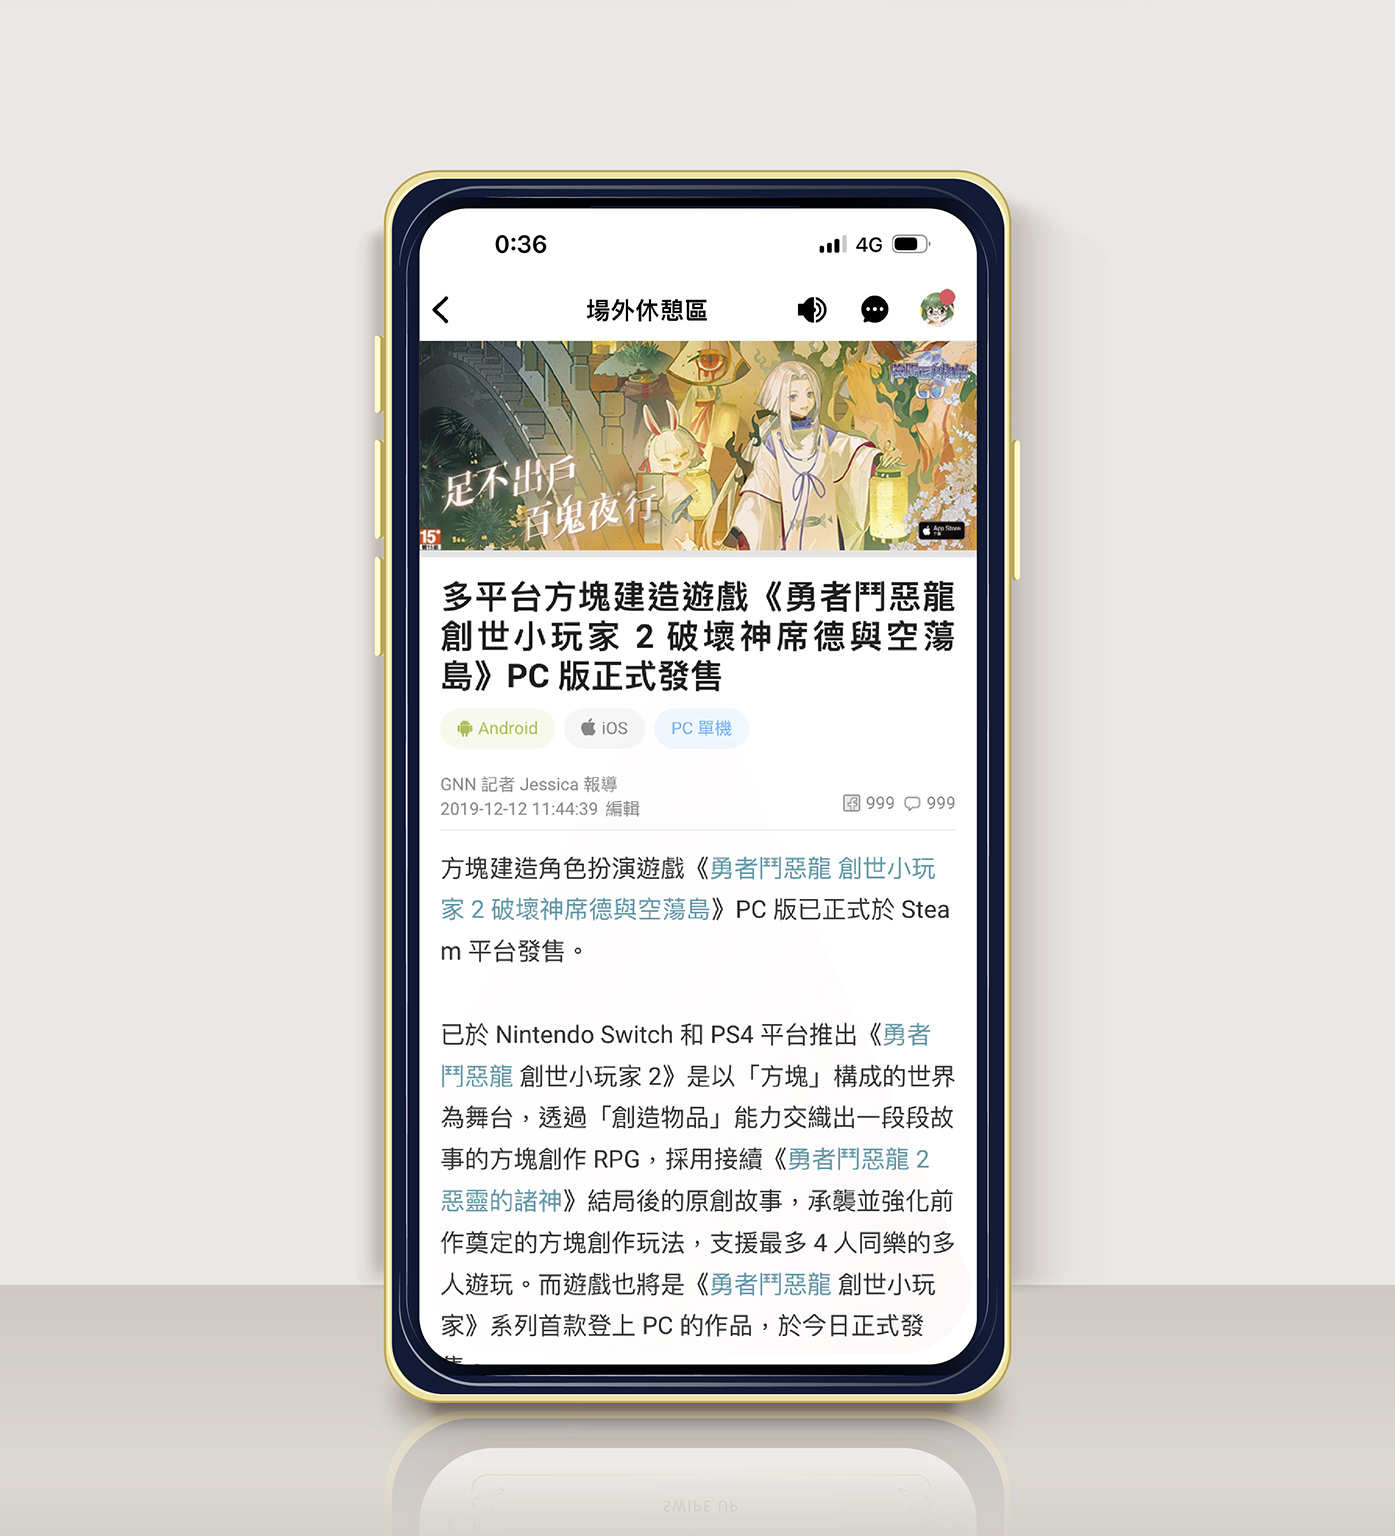 0:36
4G
場外休憩區
足不出戶
百鬼夜行
15+
App Store
多平台方塊建造遊戲《勇者鬥惡龍
創世小玩家 2 破壞神席德與空蕩
島》PC 版正式發售
Android
iOS
PC 單機
GNN 記者 Jessica 報導
2019-12-12 11:44:39 編輯
999
999
方塊建造角色扮演遊戲《勇者鬥惡龍 創世小玩
家 2 破壞神席德與空蕩島》PC 版已正式於 Stea
m 平台發售。
已於 Nintendo Switch 和 PS4 平台推出《勇者
鬥惡龍 創世小玩家 2》是以「方塊」構成的世界
為舞台，透過「創造物品」能力交織出一段段故
事的方塊創作 RPG，採用接續《勇者鬥惡龍 2
惡靈的諸神》結局後的原創故事，承襲並強化前
作奠定的方塊創作玩法，支援最多 4 人同樂的多
人遊玩。而遊戲也將是《勇者鬥惡龍 創世小玩
家》系列首款登上 PC 的作品，於今日正式發
SWIPE UP